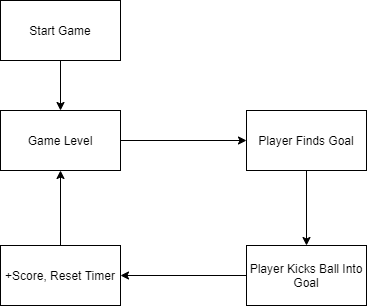 Start Game
Game Level
Player Finds Goal
+Score, Reset Timer
Player Kicks Ball Into
Goal